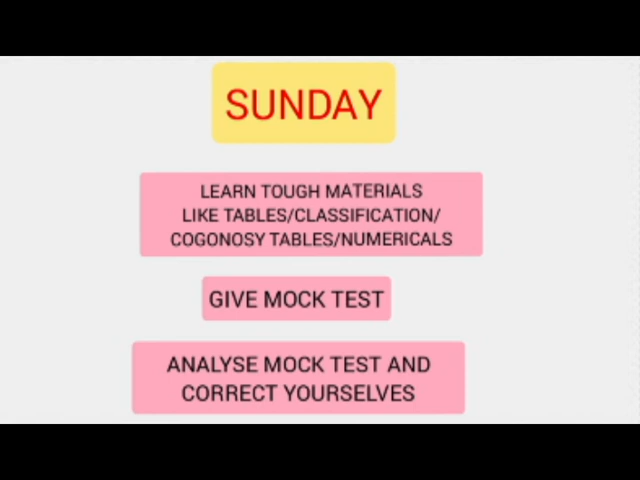 SUNDAY
LEARN TOUGH MATERIALS
LIKE TABLES/CLASSIFICATION/
COGONOSY TABLES/NUMERICALS
GIVE MOCK TEST
ANALYSE MOCK TEST AND
CORRECT YOURSELVES